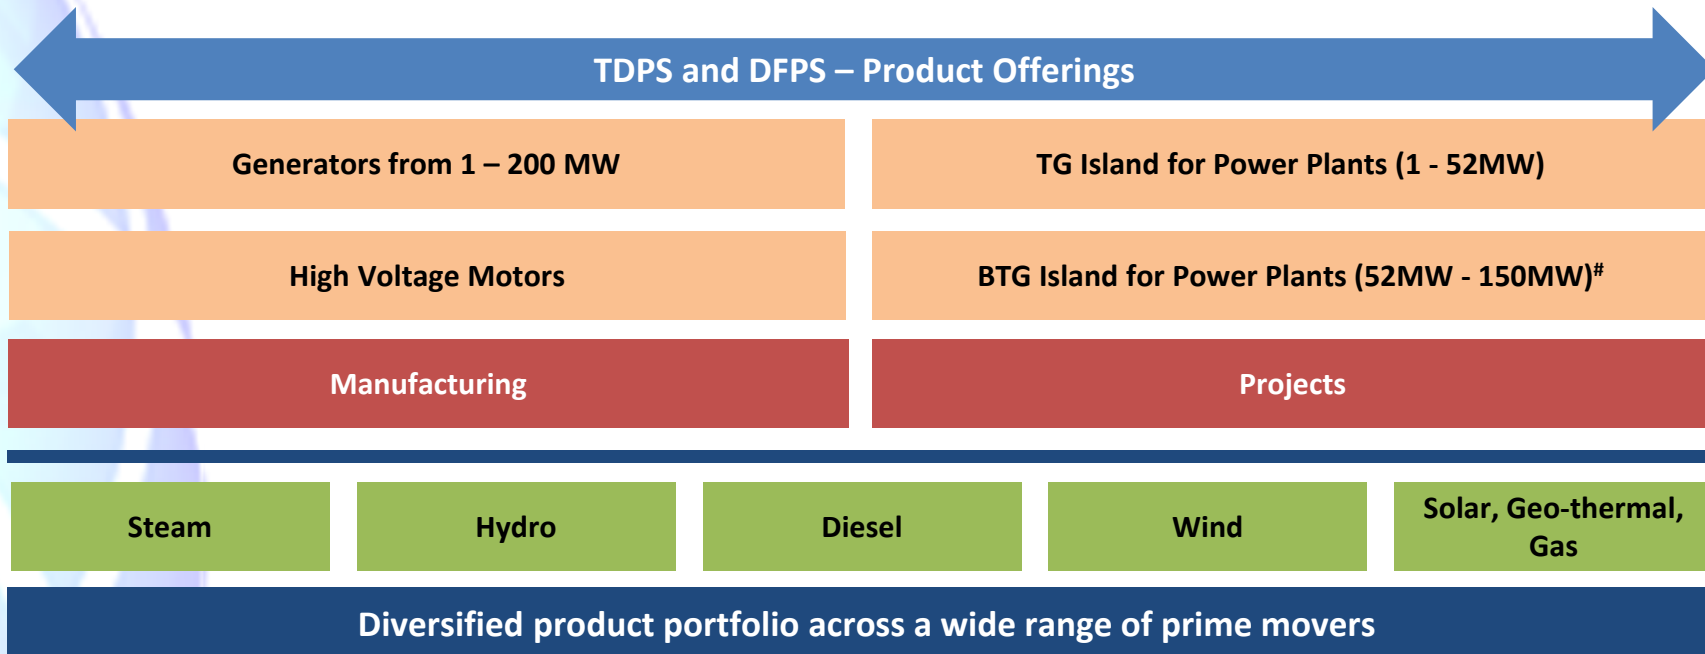 TDPS and DFPS – Product Offerings
Generators from 1 – 200 MW
TG Island for Power Plants (1 - 52MW)
High Voltage Motors
BTG Island for Power Plants (52MW - 150MW)#
Manufacturing
Projects
Steam
Hydro
Diesel
Wind
Solar, Geo-thermal,
Gas
Diversified product portfolio across a wide range of prime movers